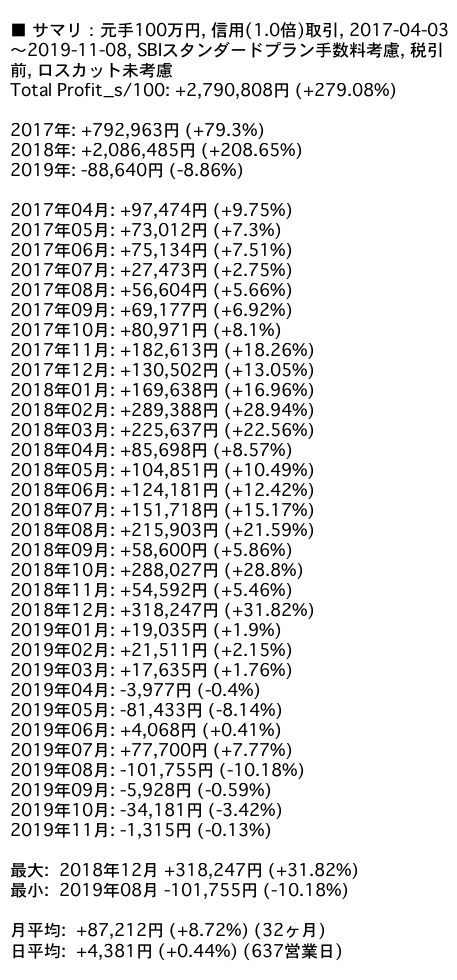 ■ サマリ：元手100万円, 信用(1.0倍)取引, 2017-04-03
～2019-11-08, SBIスタンダードプラン手数料考慮, 税引
前, ロスカット未考慮
Total Profit_s/100: +2,790,808円 (+279.08%)
2017年: +792,963円 (+79.3%)
2018年: +2,086,485円 (+208.65%)
2019年: -88,640円 (-8.86%)
2017年04月: +97,474円 (+9.75%)
2017年05月: +73,012円 (+7.3%)
2017年06月: +75,134円 (+7.51%)
2017年07月: +27,473円 (+2.75%)
2017年08月: +56,604円 (+5.66%)
2017年09月: +69,177円 (+6.92%)
2017年10月: +80,971円 (+8.1%)
2017年11月: +182,613円 (+18.26%)
2017年12月: +130,502円 (+13.05%)
2018年01月: +169,638円 (+16.96%)
2018年02月: +289,388円 (+28.94%)
2018年03月: +225,637円 (+22.56%)
2018年04月: +85,698円 (+8.57%)
2018年05月: +104,851円 (+10.49%)
2018年06月: +124,181円 (+12.42%)
2018年07月: +151,718円 (+15.17%)
2018年08月: +215,903円 (+21.59%)
2018年09月: +58,600円 (+5.86%)
2018年10月: +288,027円 (+28.8%)
2018年11月: +54,592円 (+5.46%)
2018年12月: +318,247円 (+31.82%)
2019年01月: +19,035円 (+1.9%)
2019年02月: +21,511円 (+2.15%)
2019年03月: +17,635円 (+1.76%)
2019年04月: -3,977円 (-0.4%)
2019年05月: -81,433円 (-8.14%)
2019年06月: +4,068円 (+0.41%)
2019年07月: +77,700円 (+7.77%)
2019年08月: -101,755円 (-10.18%)
2019年09月: -5,928円 (-0.59%)
2019年10月: -34,181円 (-3.42%)
2019年11月: -1,315円 (-0.13%)
最大: 2018年12月 +318,247円 (+31.82%)
最小: 2019年08月 -101,755円 (-10.18%)
月平均: +87,212円 (+8.72%) (32ヶ月)
日平均: +4,381円 (+0.44%) (637営業日)